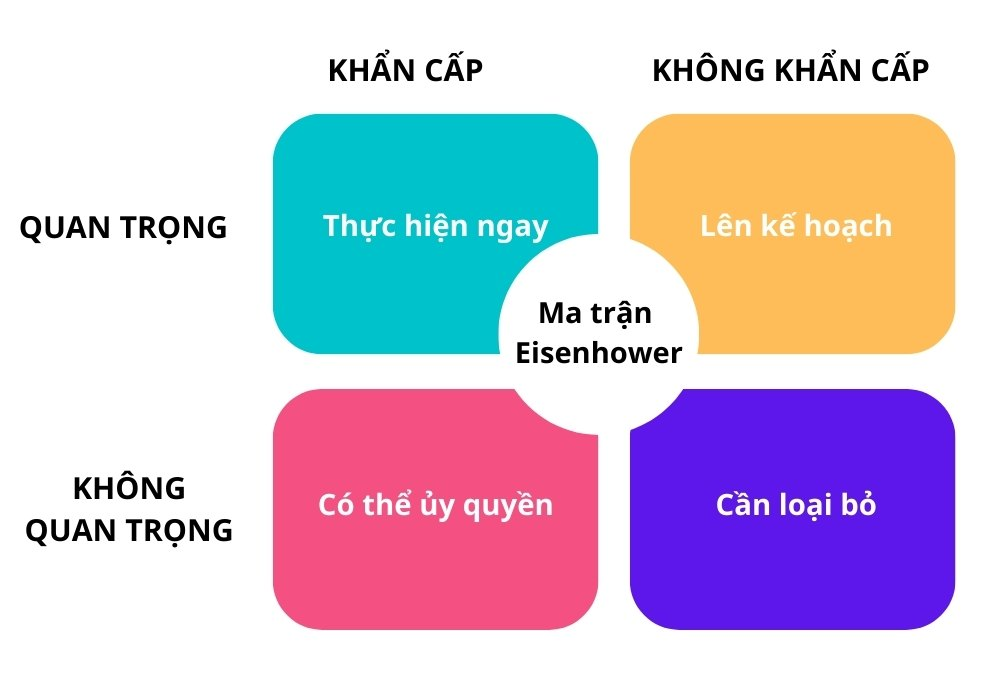 KHẨN CẤP
KHÔNG KHẨN CẤP
QUAN TRỌNG
Thực hiện ngay
Lên kế hoạch
Ma trận
Eisenhower
KHÔNG
QUAN TRỌNG
Có thể ủy quyền
Cần loại bỏ